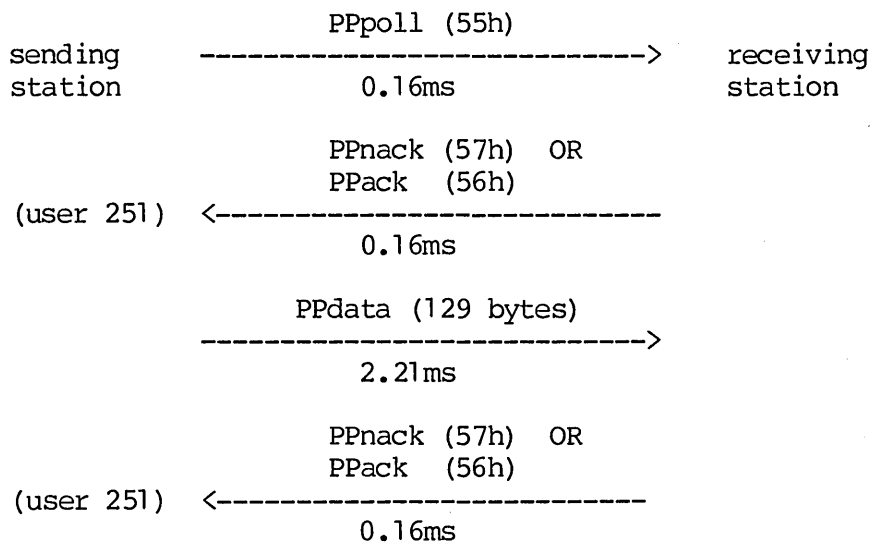 PPpoll (55h)
sending ----------------------------> receiving
station 0.16ms station
PPnack (57h) OR
PPack (56h)
(user 251) <----------------------------
0.16ms
PPdata (129 bytes)
---------------------------->
2.21ms
PPnack (57h) OR
PPack (56h)
(user 251) <---------------------------
0.16ms